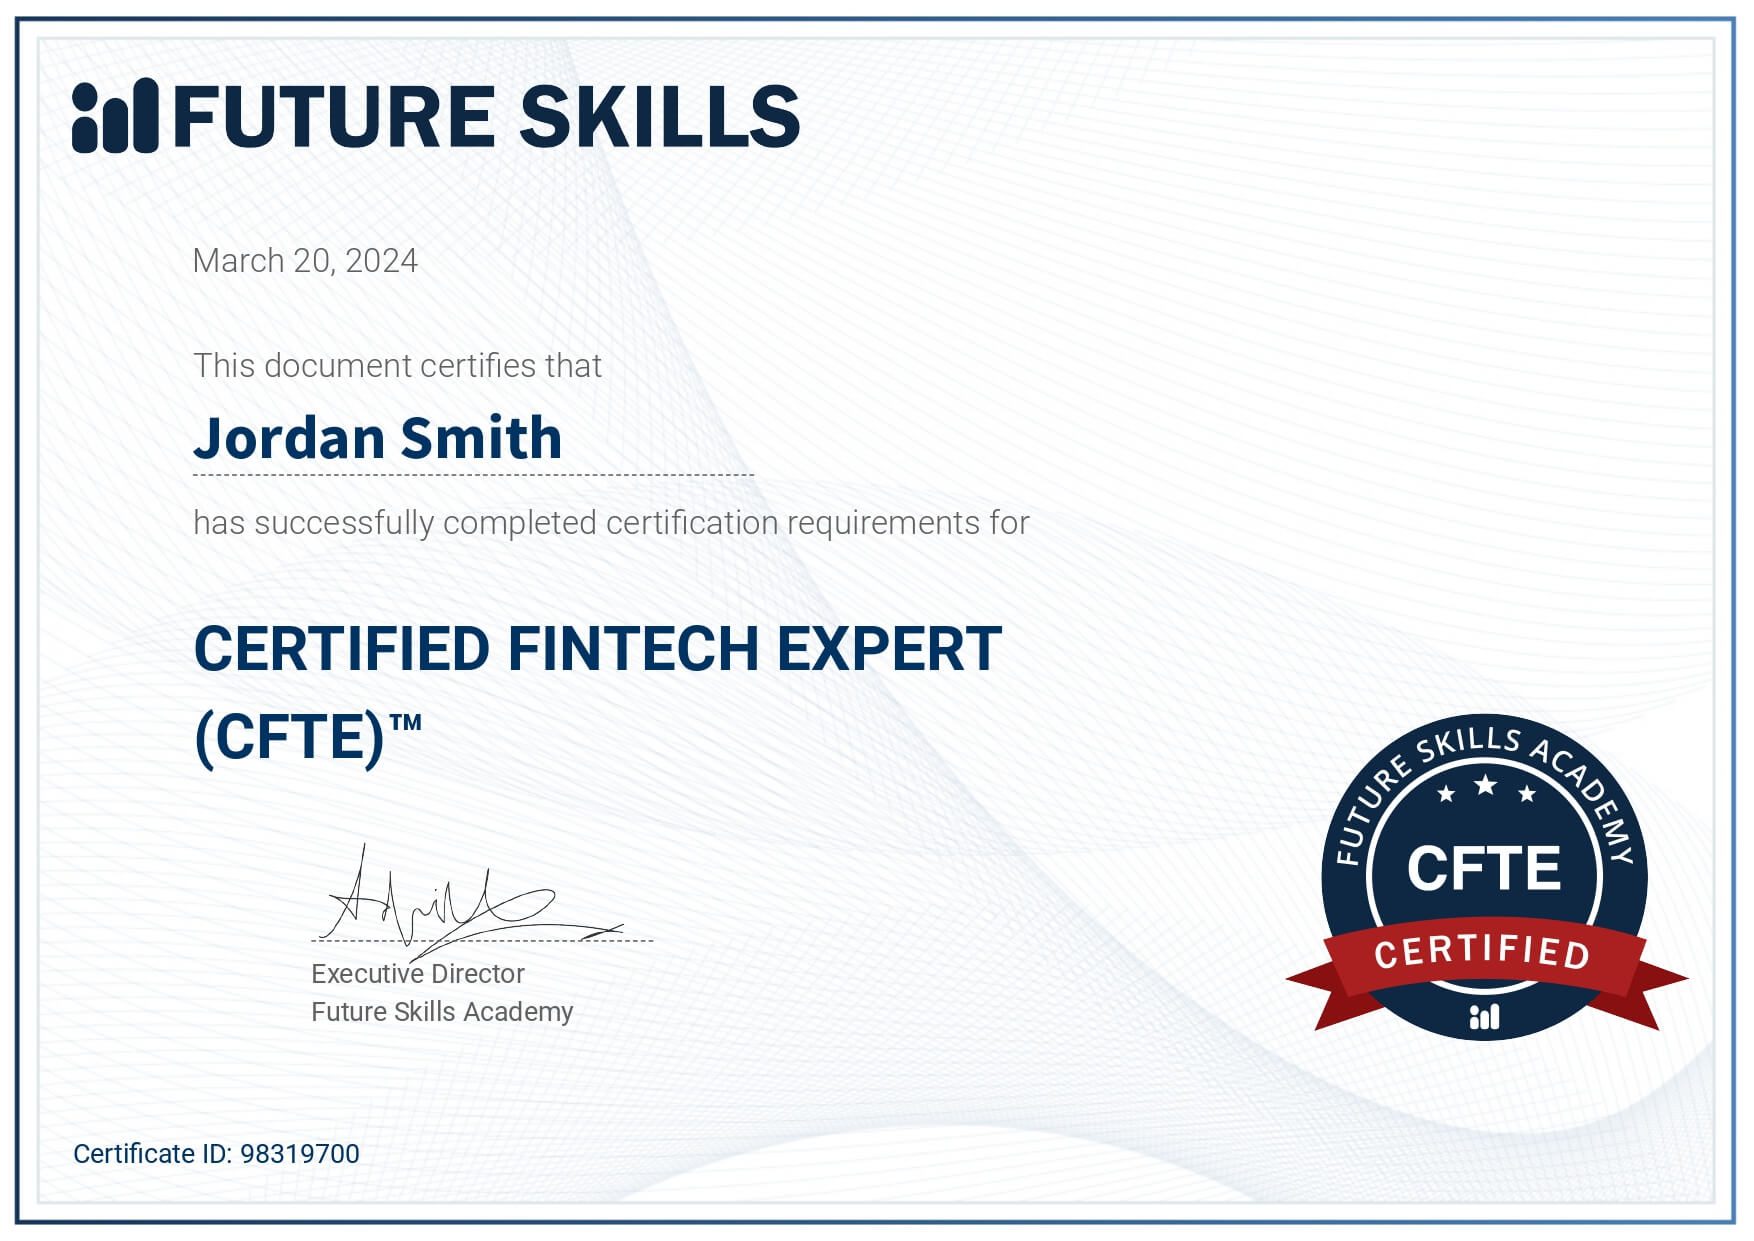 FUTURE SKILLS
March 20, 2024
This document certifies that
Jordan Smith
has successfully completed certification requirements for
CERTIFIED FINTECH EXPERT
(CFTE)™
Executive Director
Future Skills Academy
FUTURE SKILLS ACADEMY
CFTE
CERTIFIED
Certificate ID: 98319700